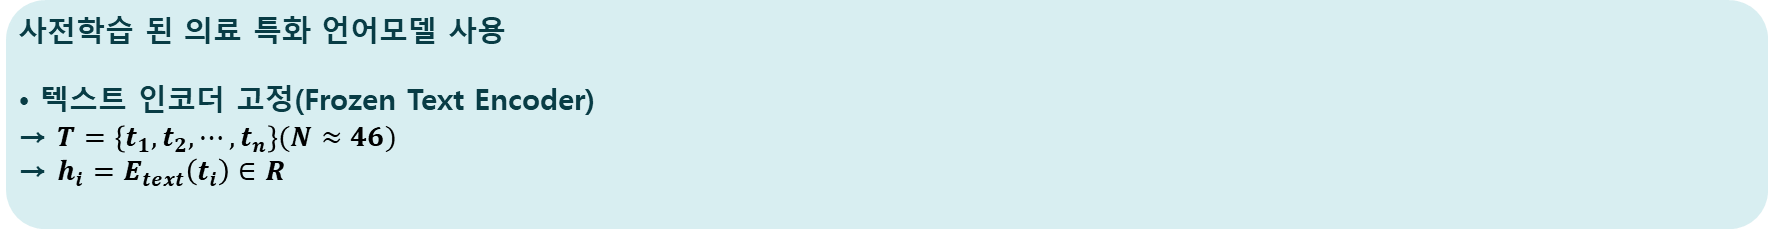 사전학습 된 의료 특화 언어모델 사용
• 텍스트 인코더 고정(Frozen Text Encoder)
→ T = {t₁, t₂, ⋯ , tₙ}(N ≈ 46)
→ hᵢ = E_text(tᵢ) ∈ R